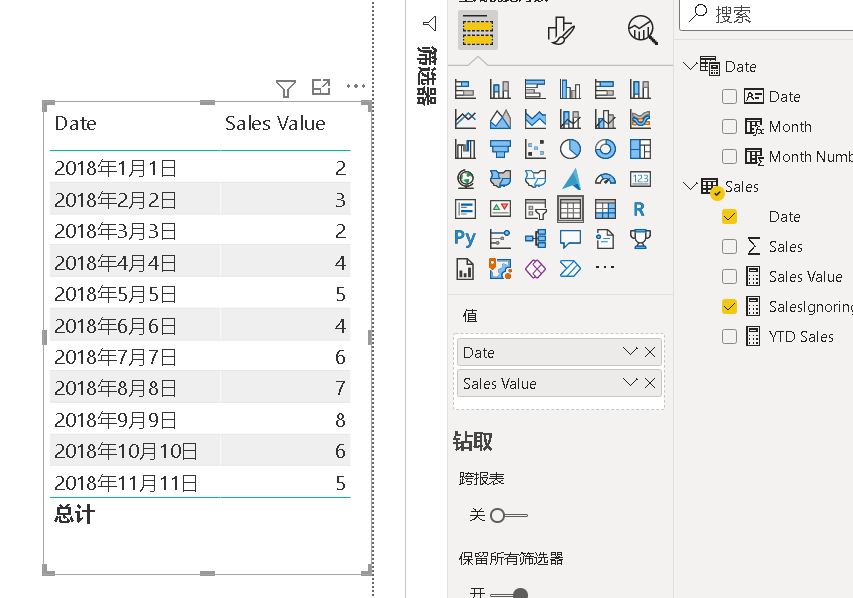 搜索
筛选器
Date	Sales Value
2018年1月1日	2
2018年2月2日	3
2018年3月3日	2
2018年4月4日	4
2018年5月5日	5
2018年6月6日	4
2018年7月7日	6
2018年8月8日	7
2018年9月9日	8
2018年10月10日	6
2018年11月11日	5
总计
123
R
Py
值
Date
Sales Value
钻取
跨报表
关
保留所有筛选器
开
Date
Date
Month
Month Numb
Sales
Date
Sales
Sales Value
SalesIgnoring
YTD Sales